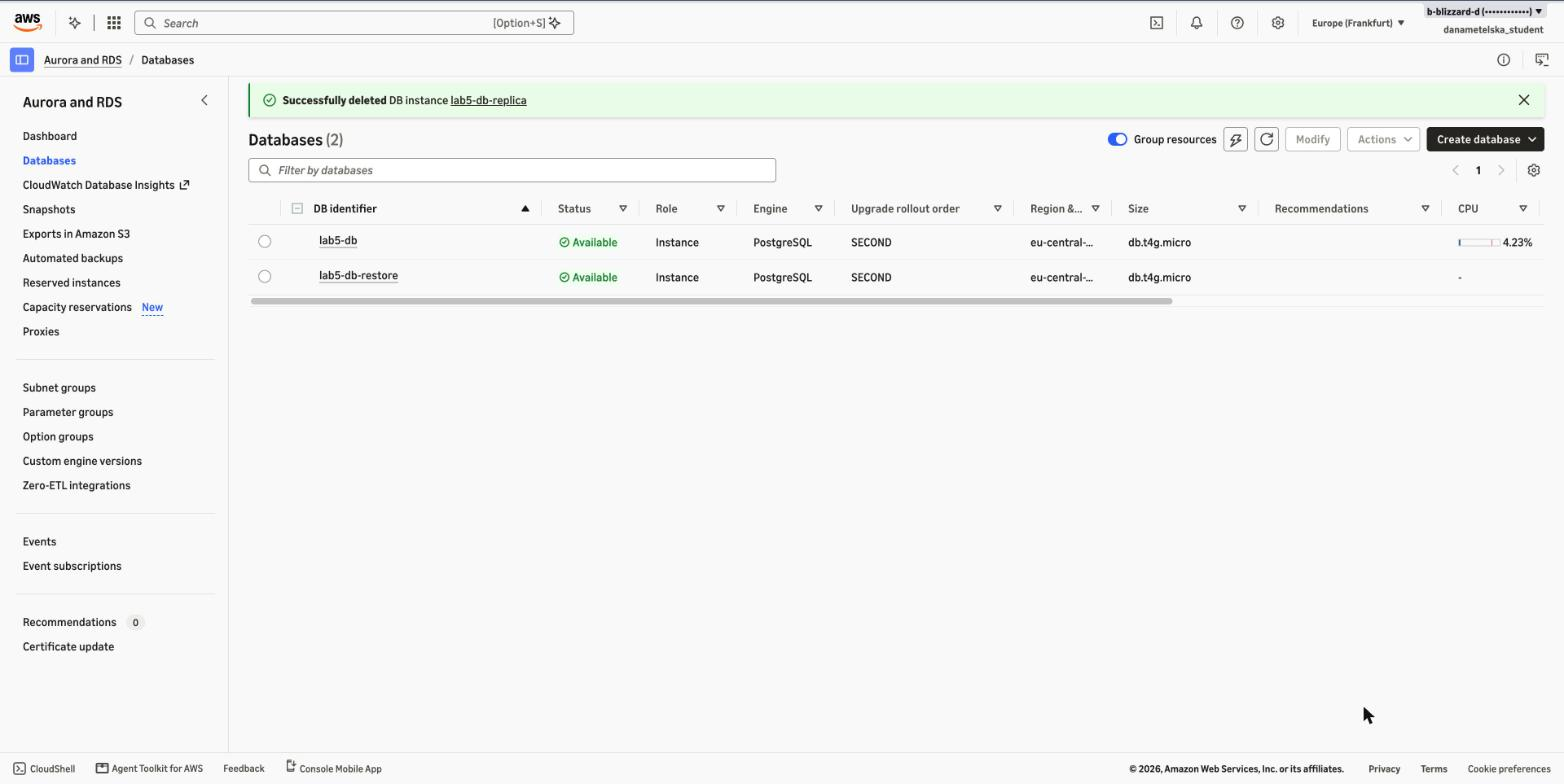 aws
Search [Option+S]
Europe (Frankfurt)
b-blizzard-d (············)
danametelska_student
Aurora and RDS / Databases
Aurora and RDS
Dashboard
Databases
CloudWatch Database Insights
Snapshots
Exports in Amazon S3
Automated backups
Reserved instances
Capacity reservations New
Proxies
Subnet groups
Parameter groups
Option groups
Custom engine versions
Zero-ETL integrations
Events
Event subscriptions
Recommendations 0
Certificate update
Successfully deleted DB instance lab5-db-replica
Databases (2)
Group resources Modify Actions Create database
Filter by databases
1
DB identifier Status Role Engine Upgrade rollout order Region &... Size Recommendations CPU
lab5-db Available Instance PostgreSQL SECOND eu-central-... db.t4g.micro 4.23%
lab5-db-restore Available Instance PostgreSQL SECOND eu-central-... db.t4g.micro -
CloudShell Agent Toolkit for AWS Feedback Console Mobile App
© 2026, Amazon Web Services, Inc. or its affiliates. Privacy Terms Cookie preferences